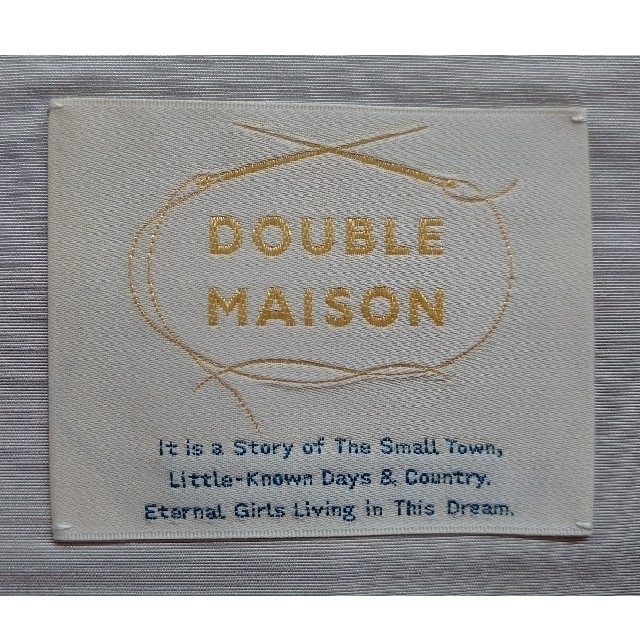 DOUBLE
MAISON
It is a Story of The Small Town,
Little-Known Days & Country.
Eternal Girls Living in This Dream.